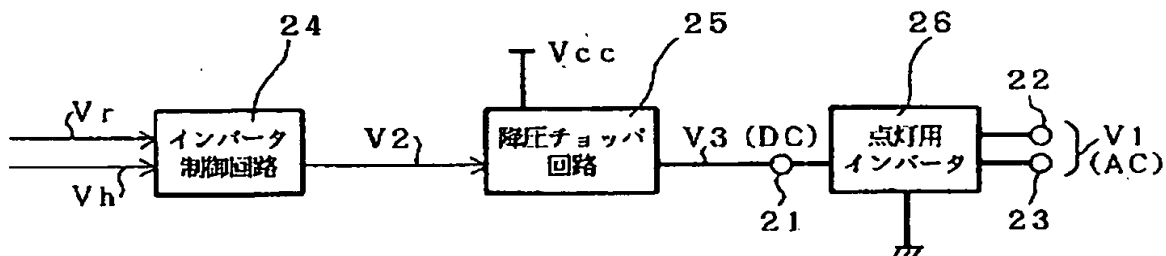 24
25
26
Vcc
22
Vr
インバータ
制御回路
V2
降圧チョッパ
回路
V3 (DC)
点灯用
インバータ
V1
(AC)
Vh
21
23